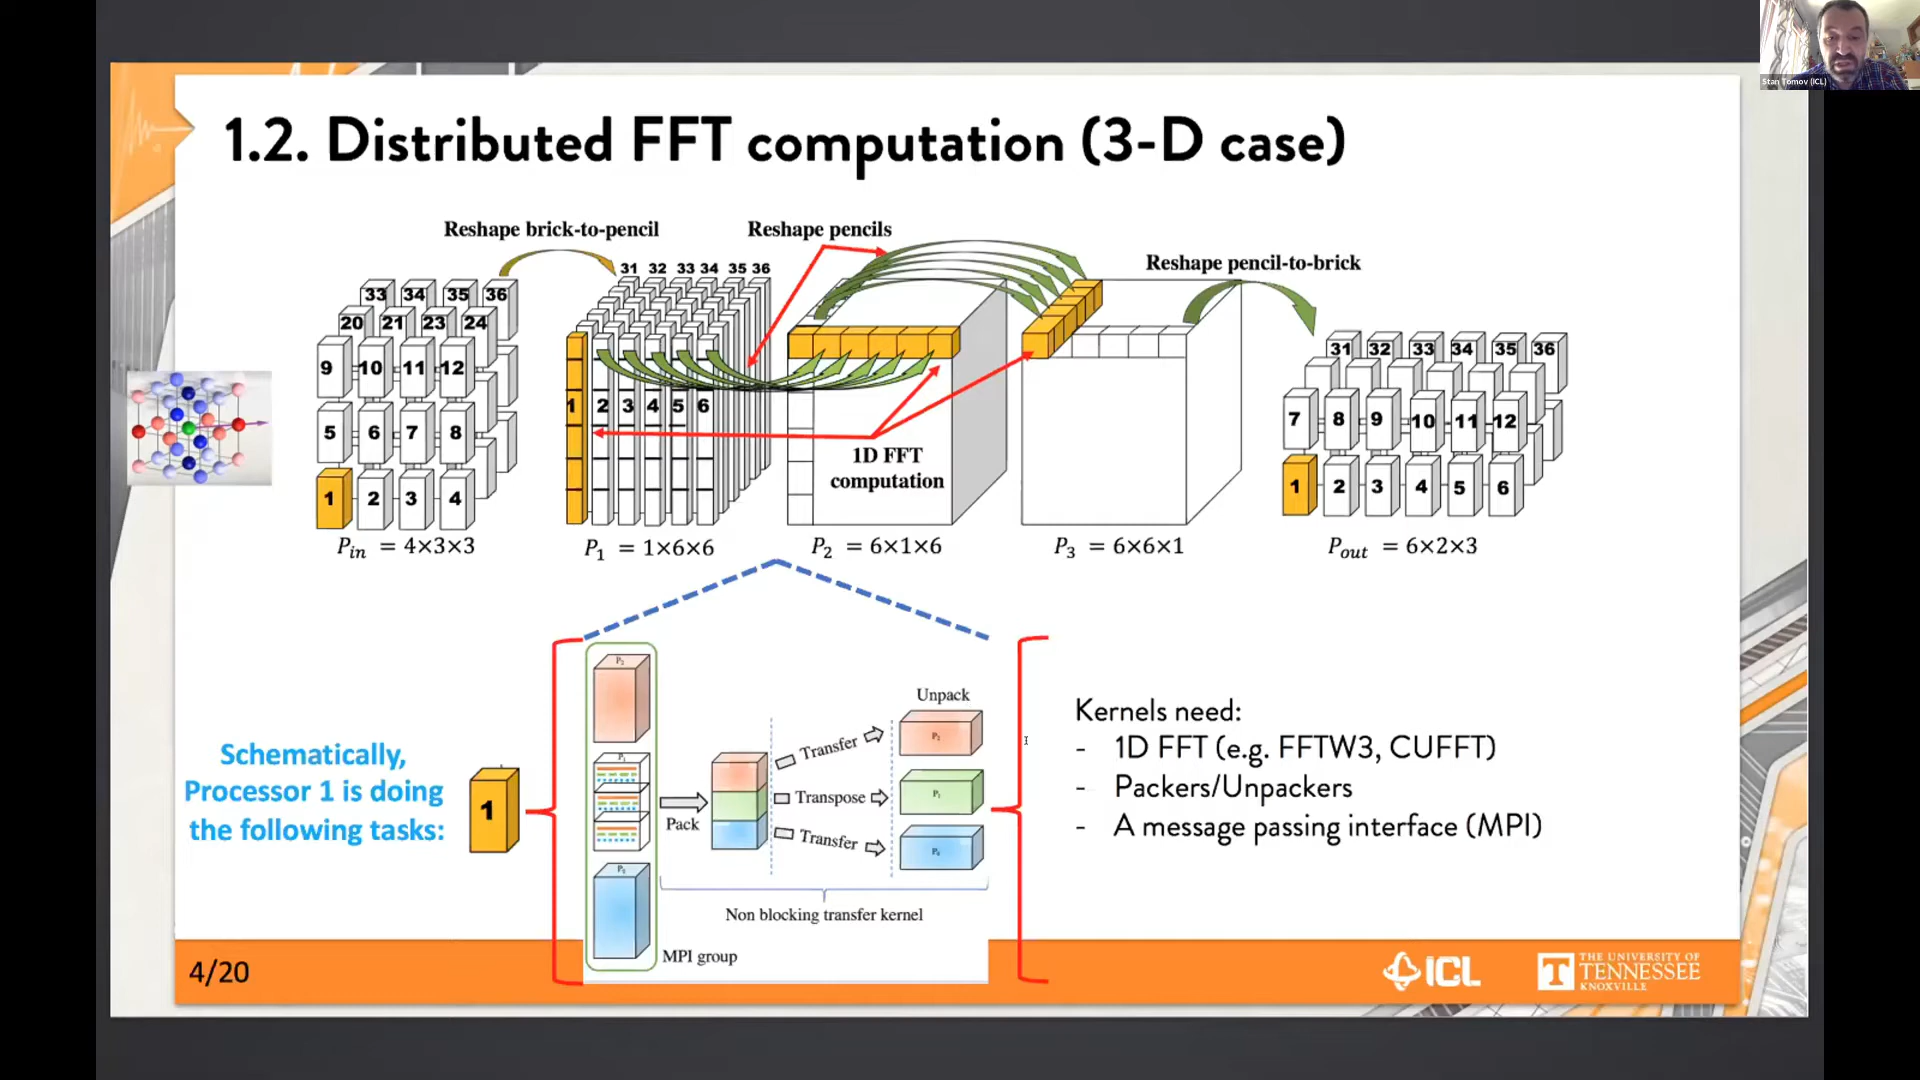 Stan Tomov (ICL)
1.2. Distributed FFT computation (3-D case)
Reshape brick-to-pencil
Reshape pencils
Reshape pencil-to-brick
33 34 35 36
20 21 23 24
9 10 11 12
5 6 7 8
1 2 3 4
31 32 33 34 35 36
1 2 3 4 5 6
1D FFT
computation
31 32 33 34 35 36
7 8 9 10 11 12
1 2 3 4 5 6
P_in = 4×3×3
P_1 = 1×6×6
P_2 = 6×1×6
P_3 = 6×6×1
P_out = 6×2×3
Schematically,
Processor 1 is doing
the following tasks:
1
Pack
Transfer
Transpose
Transfer
Unpack
Non blocking transfer kernel
MPI group
Kernels need:
- 1D FFT (e.g. FFTW3, CUFFT)
- Packers/Unpackers
- A message passing interface (MPI)
4/20
ICL
T
THE UNIVERSITY OF
TENNESSEE
KNOXVILLE